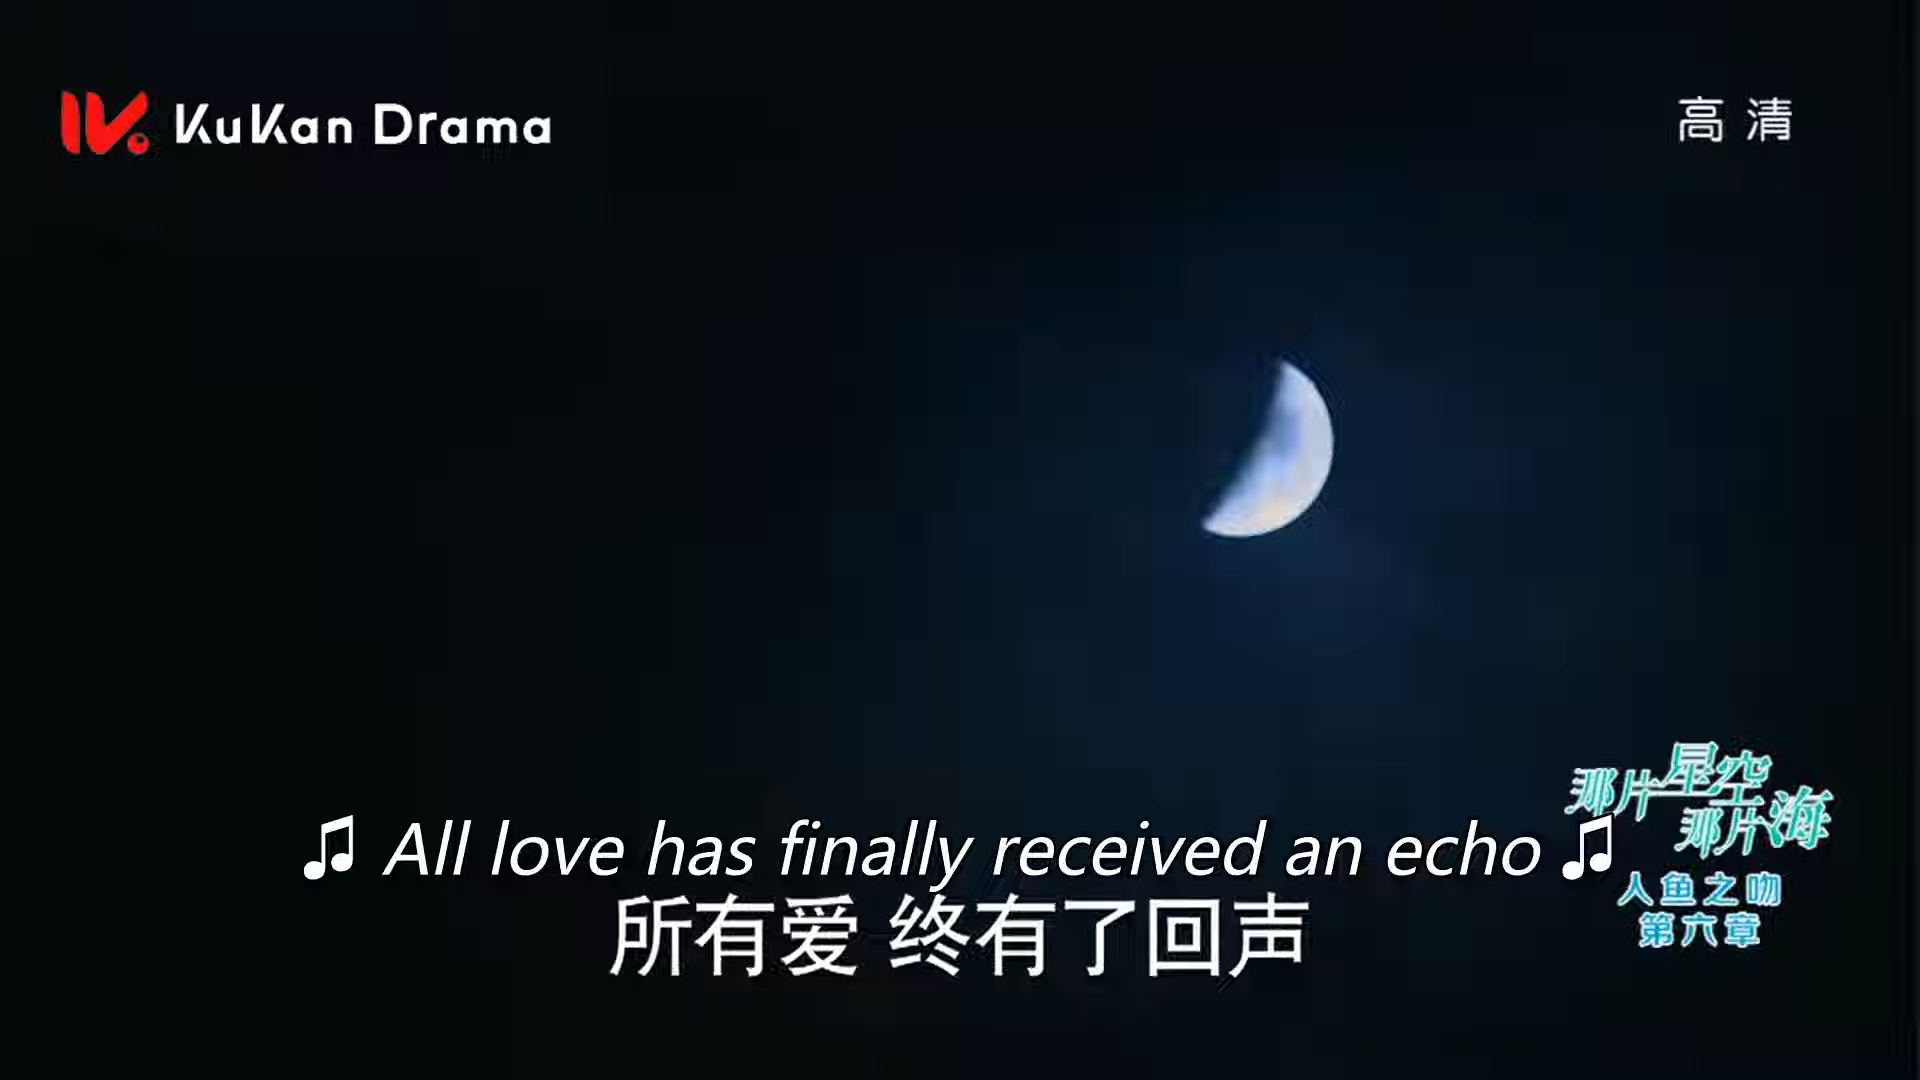 KuKan Drama
高清
那片星空
那片海
♫ All love has finally received an echo ♫
人鱼之吻
第六章
所有爱 终有了回声